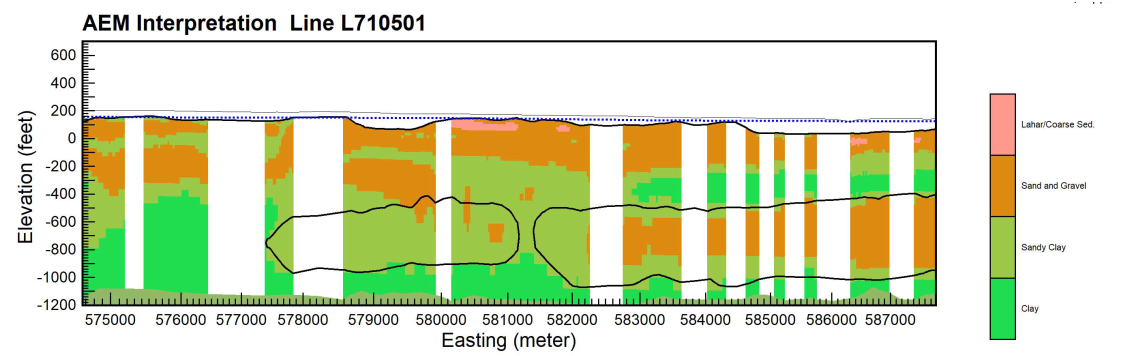 AEM Interpretation Line L710501
600
400
200
0
-200
-400
-600
-800
-1000
-1200
Elevation (feet)
575000 576000 577000 578000 579000 580000 581000 582000 583000 584000 585000 586000 587000
Easting (meter)
Lahar/Coarse Sed.
Sand and Gravel
Sandy Clay
Clay